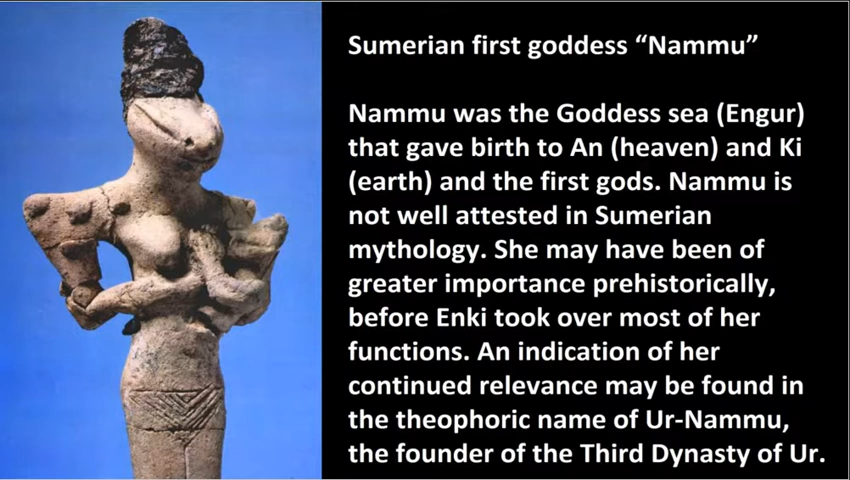 Sumerian first goddess “Nammu”
Nammu was the Goddess sea (Engur)
that gave birth to An (heaven) and Ki
(earth) and the first gods. Nammu is
not well attested in Sumerian
mythology. She may have been of
greater importance prehistorically,
before Enki took over most of her
functions. An indication of her
continued relevance may be found in
the theophoric name of Ur-Nammu,
the founder of the Third Dynasty of Ur.